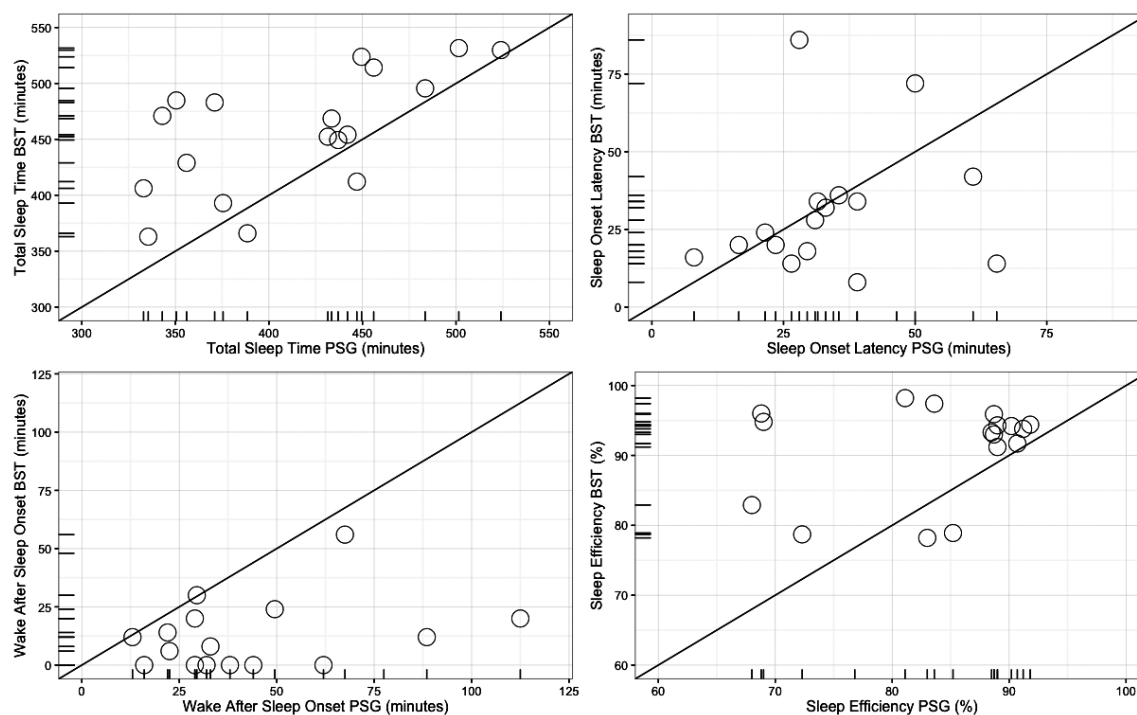 Total Sleep Time BST (minutes)
550
500
450
400
350
300
300 350 400 450 500 550
Total Sleep Time PSG (minutes)
Sleep Onset Latency BST (minutes)
75
50
25
0
0 25 50 75
Sleep Onset Latency PSG (minutes)
Wake After Sleep Onset BST (minutes)
125
100
75
50
25
0
0 25 50 75 100 125
Wake After Sleep Onset PSG (minutes)
Sleep Efficiency BST (%)
100
90
80
70
60
60 70 80 90 100
Sleep Efficiency PSG (%)